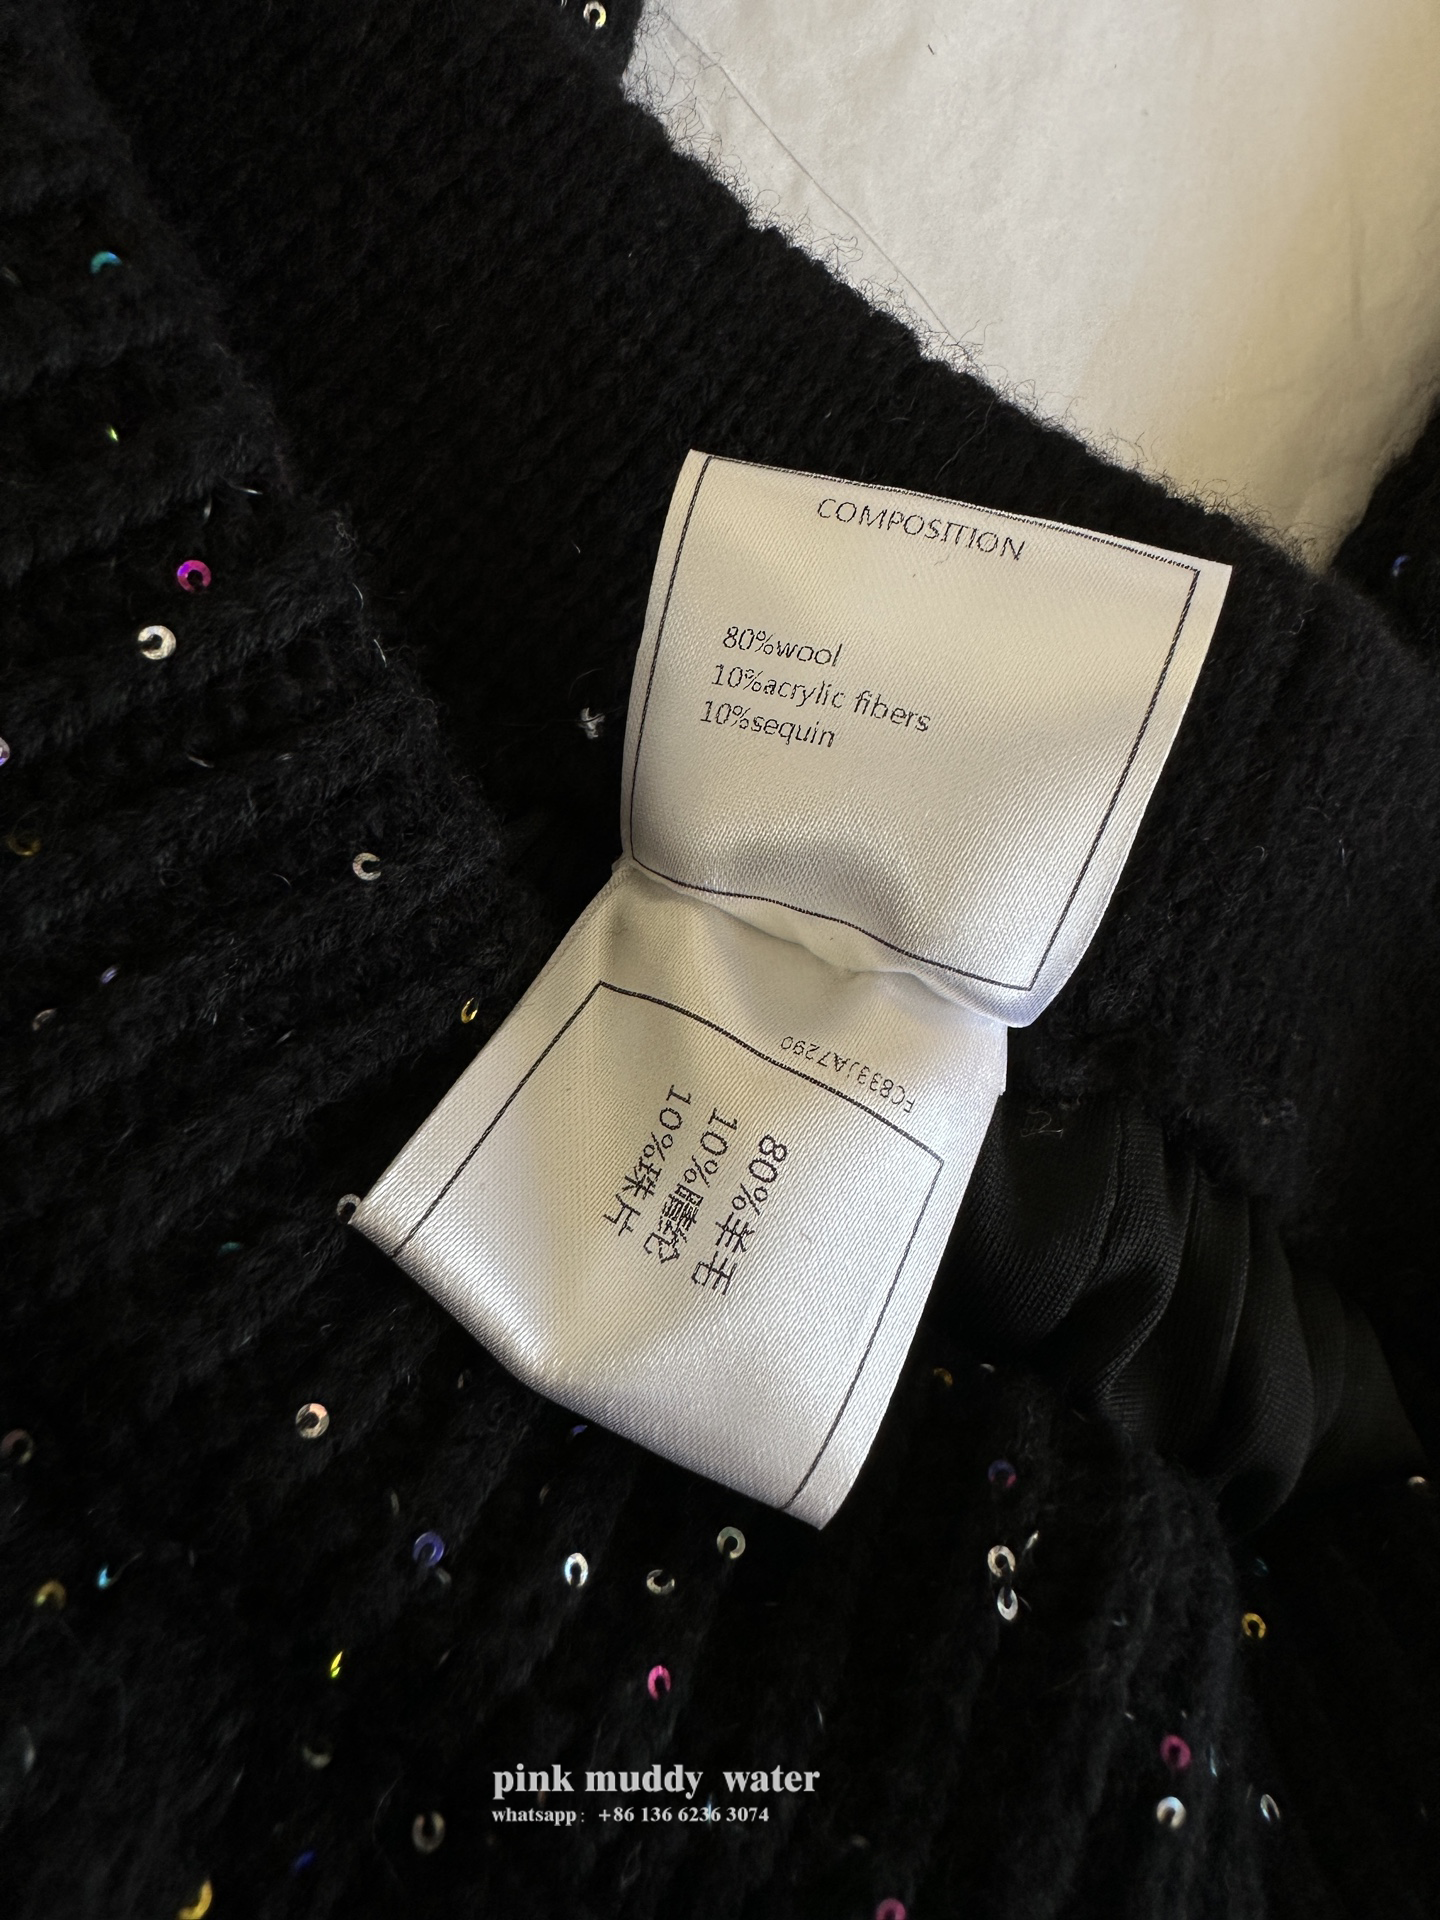 COMPOSITION
80%wool
10%acrylic fibers
10%sequin
FC833JA7290
80%羊毛
10%腈纶
10%珠片
pink muddy water
whatsapp: +86 136 6236 3074